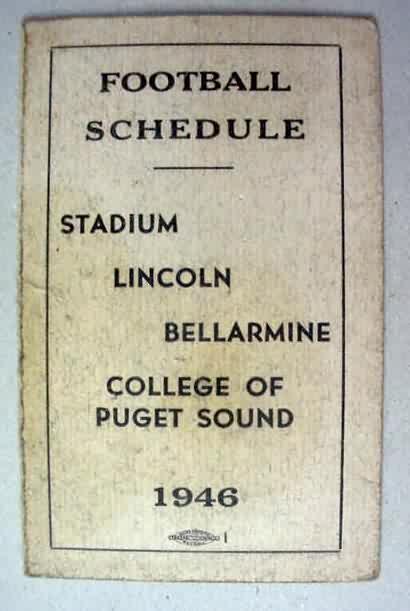 FOOTBALL
SCHEDULE
STADIUM
LINCOLN
BELLARMINE
COLLEGE OF
PUGET SOUND
1946